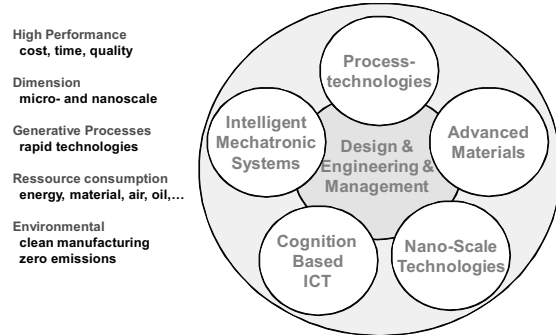 High Performance
cost, time, quality
Dimension
micro- and nanoscale
Generative Processes
rapid technologies
Ressource consumption
energy, material, air, oil,…
Environmental
clean manufacturing
zero emissions
Process-
technologies
Intelligent
Mechatronic
Systems
Design &
Engineering &
Management
Advanced
Materials
Cognition
Based
ICT
Nano-Scale
Technologies